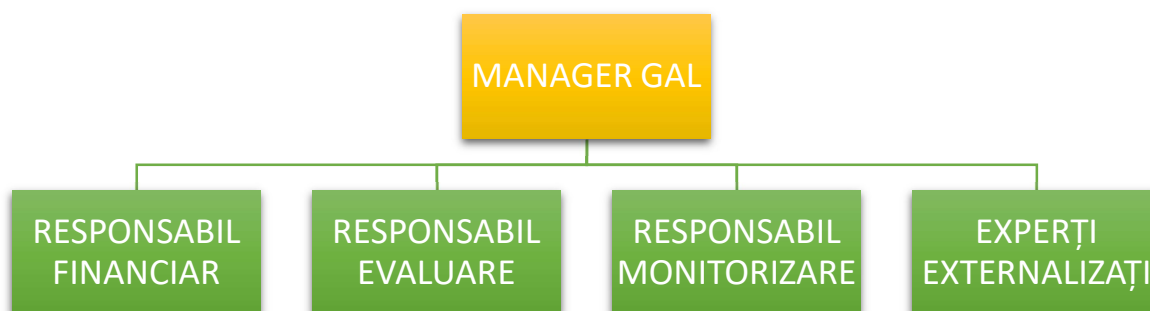 MANAGER GAL
RESPONSABIL
FINANCIAR
RESPONSABIL
EVALUARE
RESPONSABIL
MONITORIZARE
EXPERȚI
EXTERNALIZAȚI